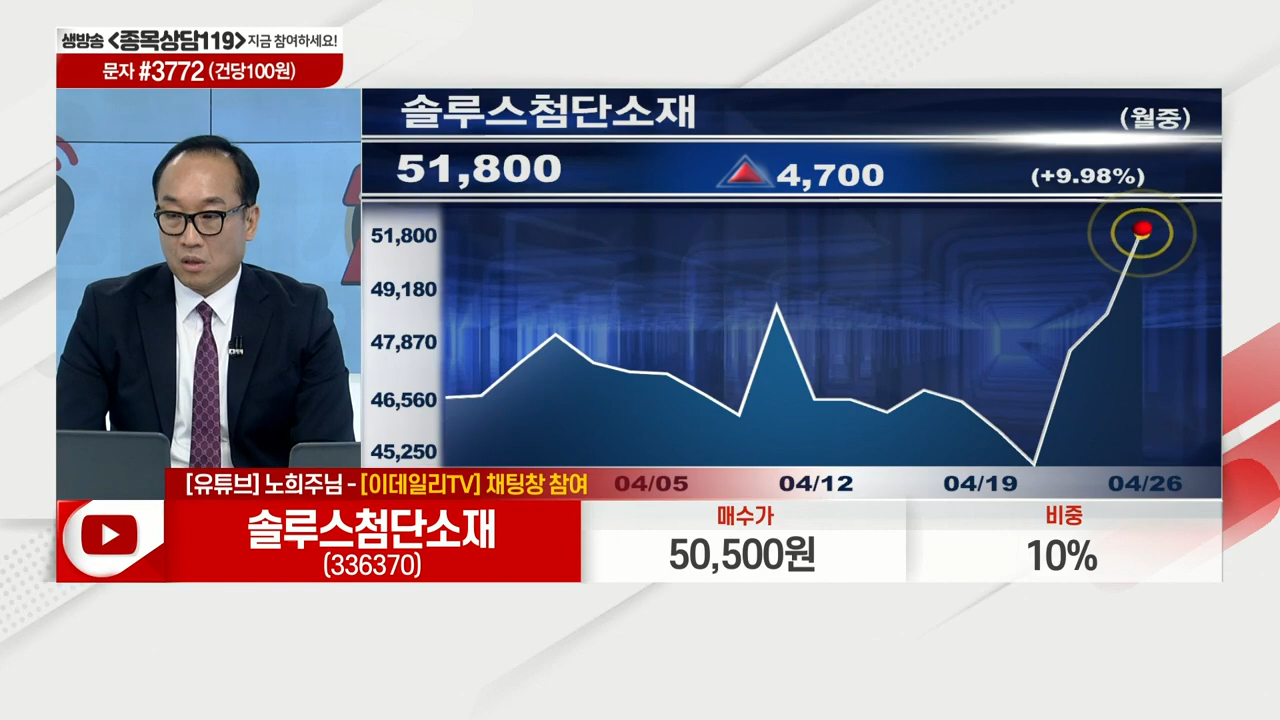 생방송 <종목상담119> 지금 참여하세요!
문자 #3772 (건당100원)
솔루스첨단소재 (월중)
51,800 4,700 (+9.98%)
51,800
49,180
47,870
46,560
45,250
04/05 04/12 04/19 04/26
[유튜브] 노희주님 - [이데일리TV] 채팅창 참여
솔루스첨단소재
(336370)
매수가
50,500원
비중
10%